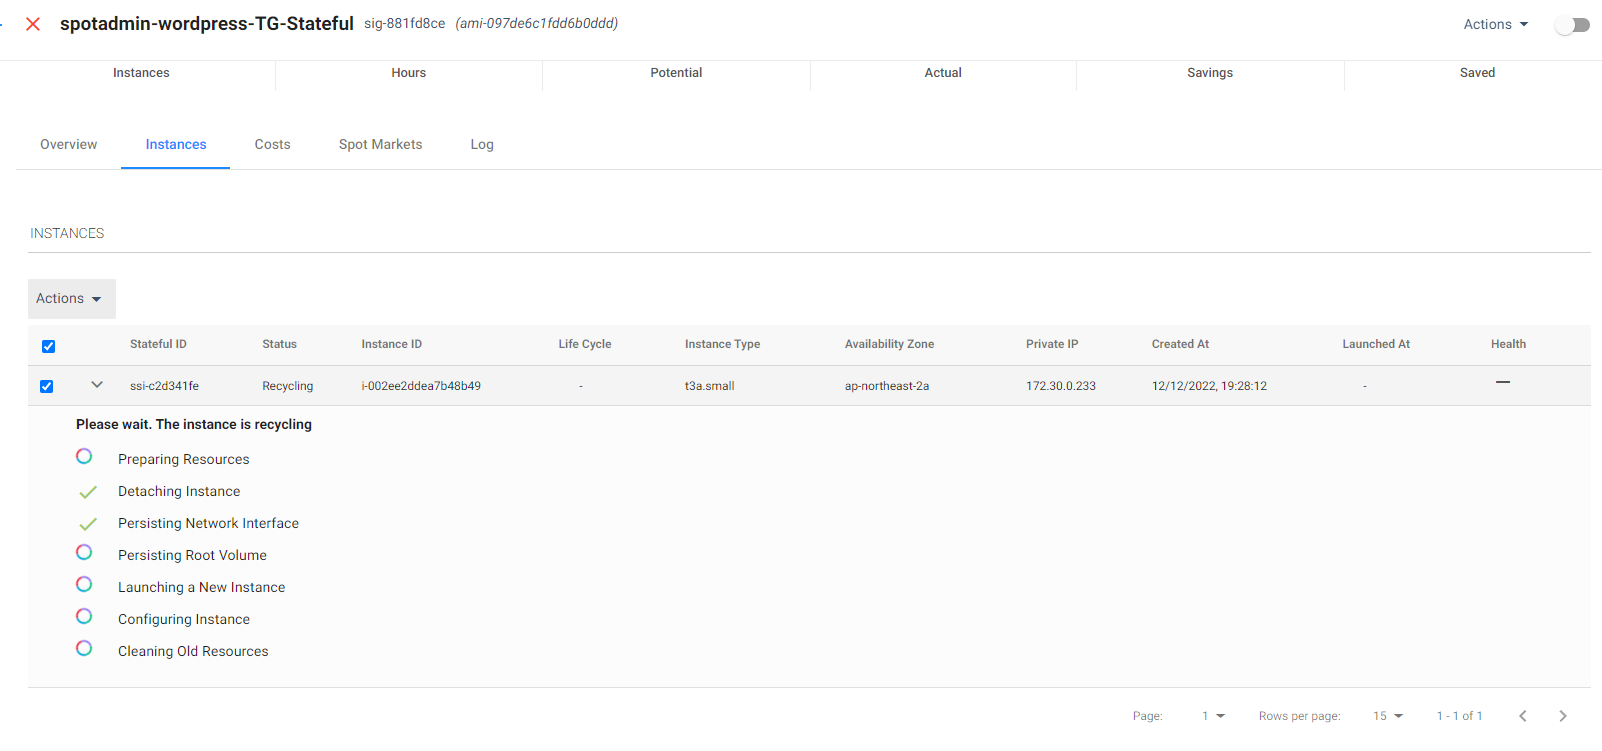 spotadmin-wordpress-TG-Stateful sig-881fd8ce (ami-097de6c1fdd6b0ddd) Actions
Instances Hours Potential Actual Savings Saved
Overview Instances Costs Spot Markets Log
INSTANCES
Actions
Stateful ID Status Instance ID Life Cycle Instance Type Availability Zone Private IP Created At Launched At Health
ssi-c2d341fe Recycling i-002ee2ddea7b48b49 - t3a.small ap-northeast-2a 172.30.0.233 12/12/2022, 19:28:12 -
Please wait. The instance is recycling
Preparing Resources
Detaching Instance
Persisting Network Interface
Persisting Root Volume
Launching a New Instance
Configuring Instance
Cleaning Old Resources
Page: 1 Rows per page: 15 1 - 1 of 1